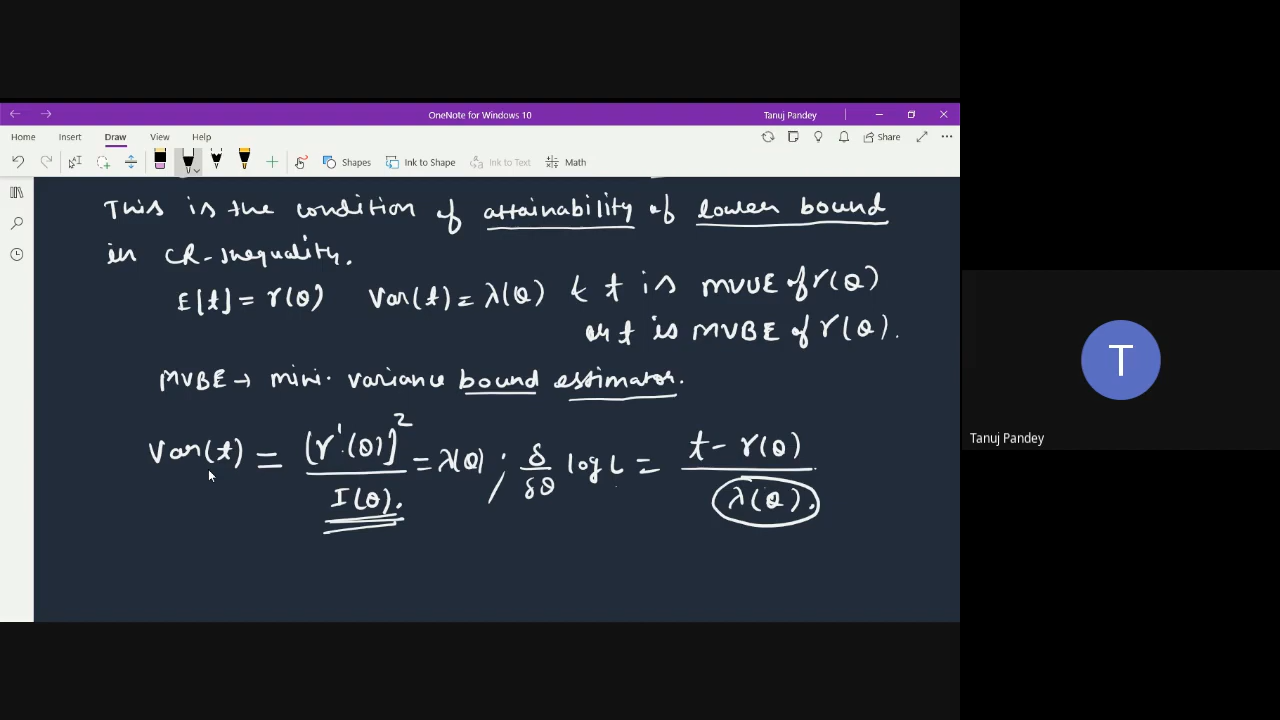 OneNote for Windows 10
Tanuj Pandey
Home Insert Draw View Help
Share
Shapes Ink to Shape Ink to Text Math
This is the condition of attainability of lower bound
in CR-Inequality.
E[t] = γ(θ) Var(t) = λ(θ) & t is MVUE of γ(θ)
or t is MVBE of γ(θ).
MVBE → mini. variance bound estimator.
Var(t) = (γ'(θ)]² / I(θ). = λ(θ) ; δ/δθ log L = t - γ(θ) / λ(θ).
T
Tanuj Pandey